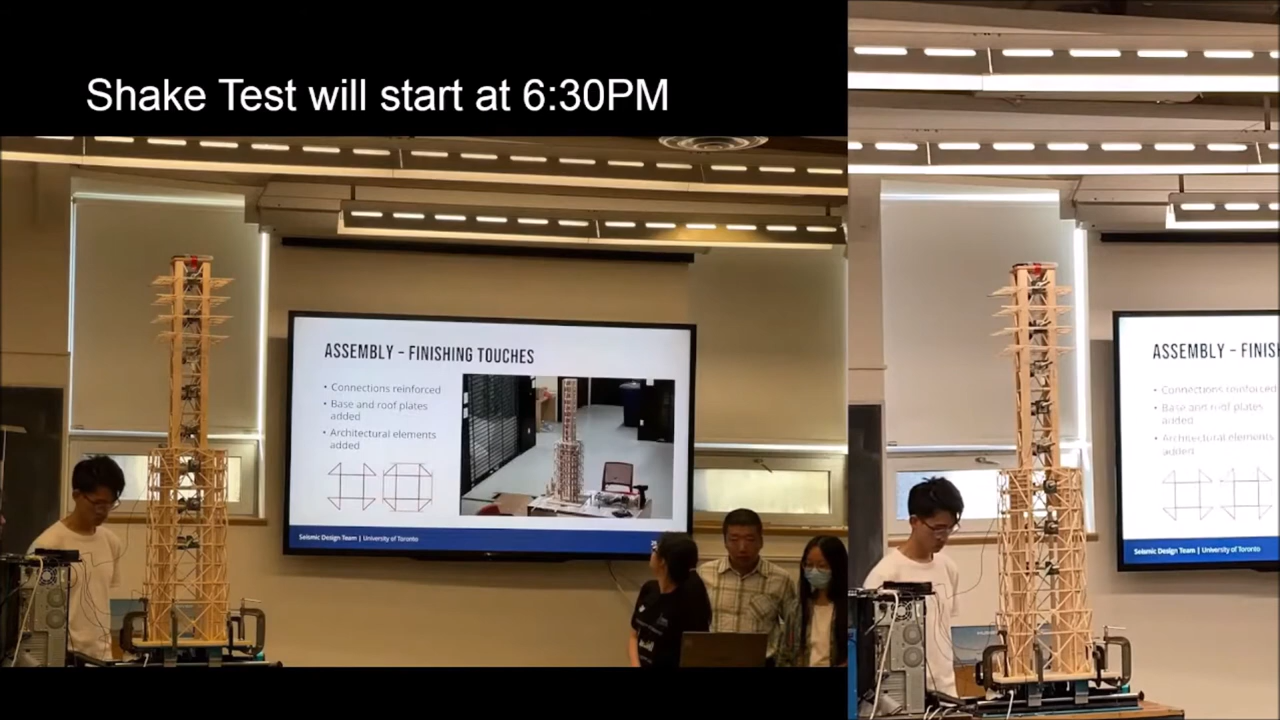 Shake Test will start at 6:30PM
ASSEMBLY – FINISHING TOUCHES
• Connections reinforced
• Base and roof plates
added
• Architectural elements
added
Seismic Design Team | University of Toronto
ASSEMBLY – FINIS
• Connections reinforced
• Base and roof plates
added
• Architectural elements
added
Seismic Design Team | University of Toronto